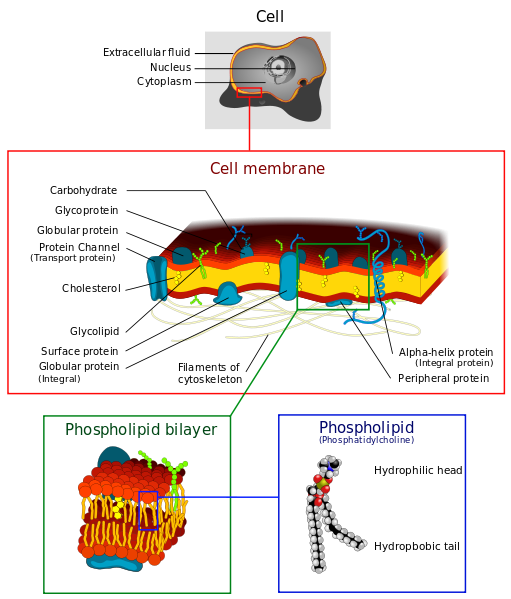 Cell
Extracellular fluid
Nucleus
Cytoplasm
Cell membrane
Carbohydrate
Glycoprotein
Globular protein
Protein Channel
(Transport protein)
Cholesterol
Glycolipid
Surface protein
Globular protein
(Integral)
Filaments of
cytoskeleton
Alpha-helix protein
(Integral protein)
Peripheral protein
Phospholipid bilayer
Phospholipid
(Phosphatidylcholine)
Hydrophilic head
Hydropbobic tail